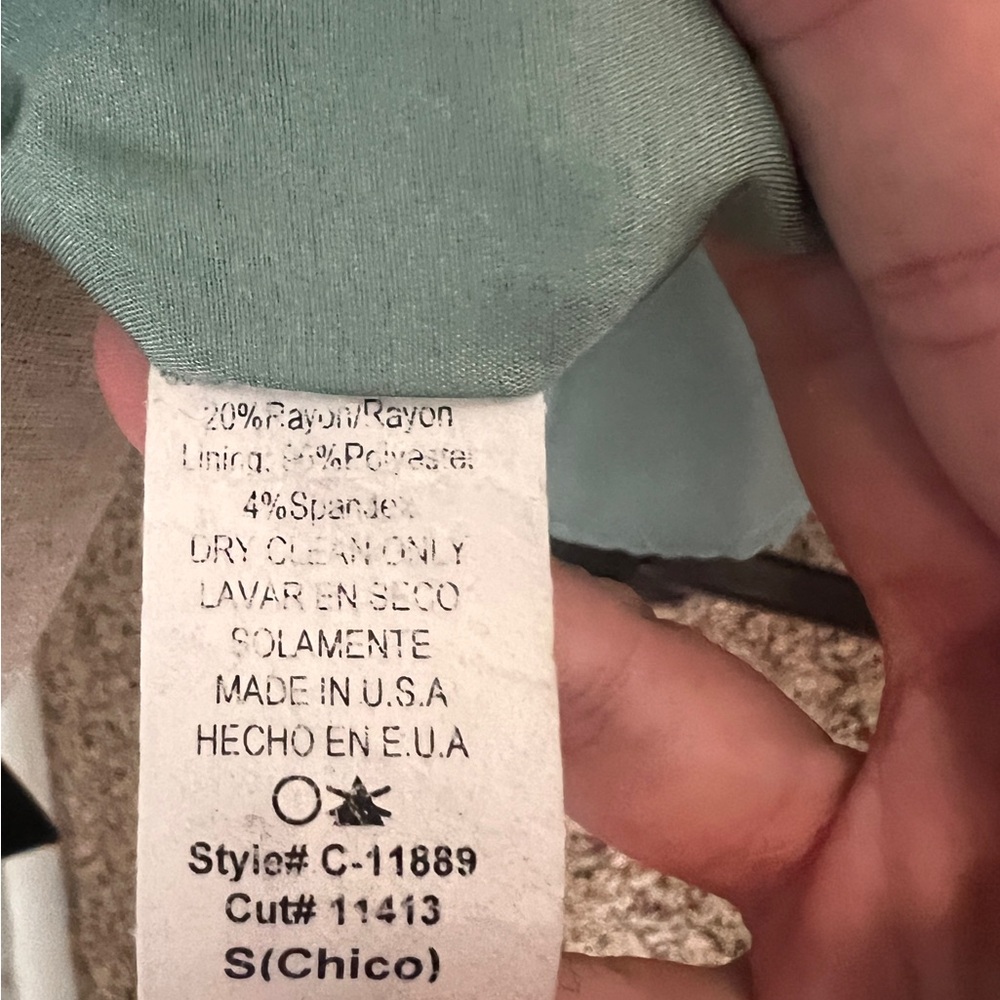 20%Rayon/Rayon
Lining: 96%Polyester
4%Spandex
DRY CLEAN ONLY
LAVAR EN SECO
SOLAMENTE
MADE IN U.S.A
HECHO EN E.U.A
Style# C-11889
Cut# 11413
S(Chico)